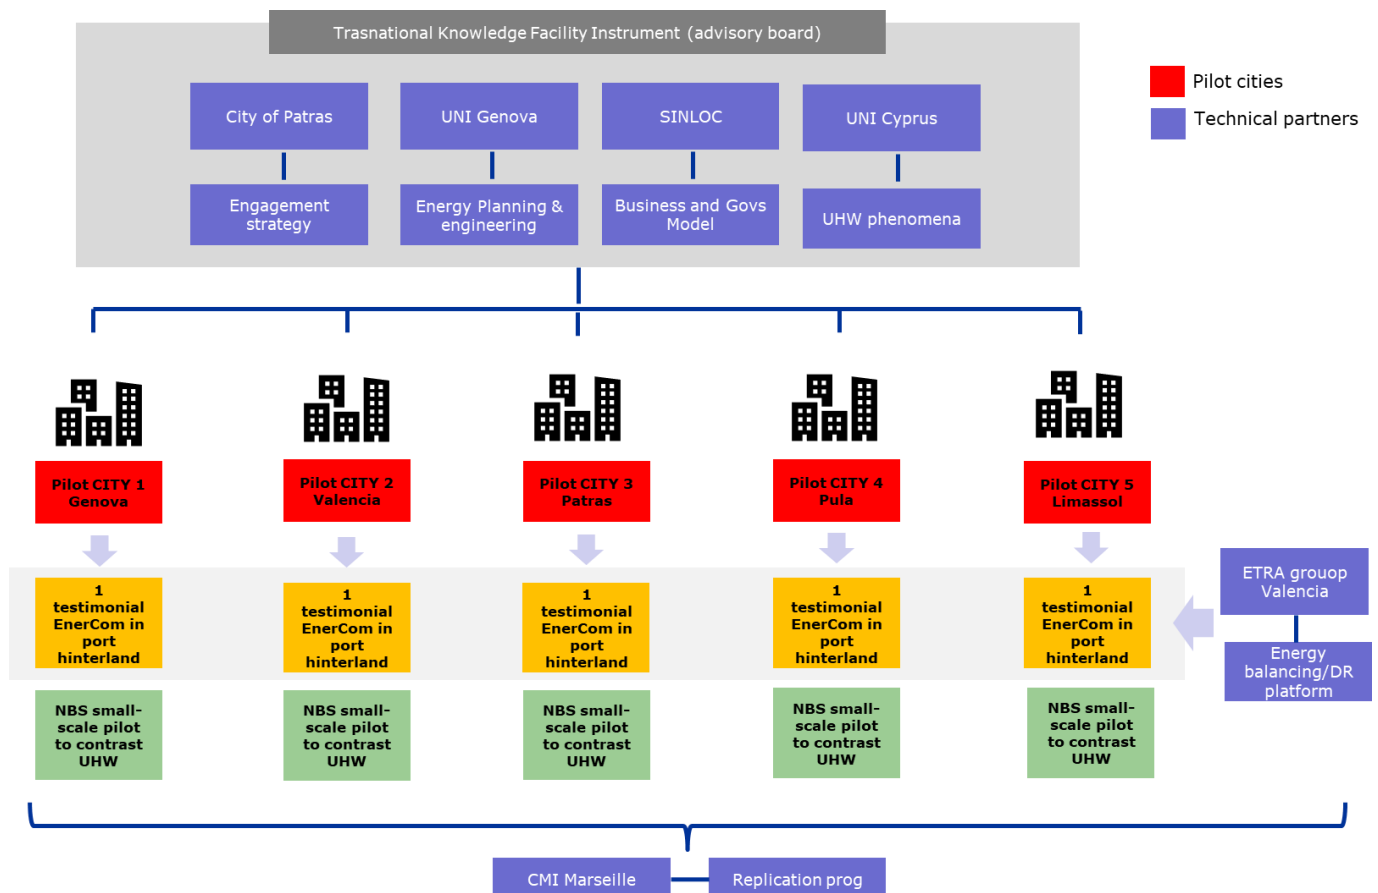 Trasnational Knowledge Facility Instrument (advisory board)
Pilot cities
Technical partners
City of Patras
UNI Genova
SINLOC
UNI Cyprus
Engagement
strategy
Energy Planning &
engineering
Business and Govs
Model
UHW phenomena
Pilot CITY 1
Genova
Pilot CITY 2
Valencia
Pilot CITY 3
Patras
Pilot CITY 4
Pula
Pilot CITY 5
Limassol
1
testimonial
EnerCom in
port
hinterland
1
testimonial
EnerCom in
port
hinterland
1
testimonial
EnerCom in
port
hinterland
1
testimonial
EnerCom in
port
hinterland
1
testimonial
EnerCom in
port
hinterland
ETRA grouop
Valencia
Energy
balancing/DR
platform
NBS small-
scale pilot
to contrast
UHW
NBS small-
scale pilot
to contrast
UHW
NBS small-
scale pilot
to contrast
UHW
NBS small-
scale pilot
to contrast
UHW
NBS small-
scale pilot
to contrast
UHW
CMI Marseille
Replication prog